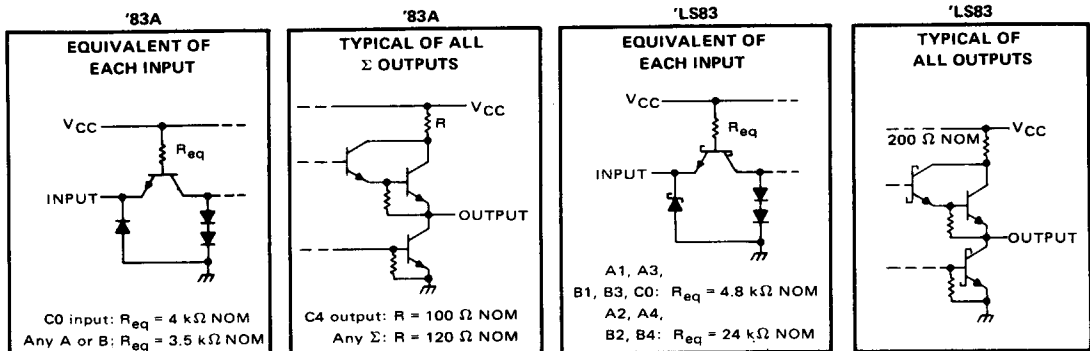 '83A
EQUIVALENT OF
EACH INPUT
VCC
Req
INPUT
C0 input: Req = 4 kΩ NOM
Any A or B: Req = 3.5 kΩ NOM
'83A
TYPICAL OF ALL
Σ OUTPUTS
VCC
R
OUTPUT
C4 output: R = 100 Ω NOM
Any Σ: R = 120 Ω NOM
'LS83
EQUIVALENT OF
EACH INPUT
VCC
Req
INPUT
A1, A3,
B1, B3, C0: Req = 4.8 kΩ NOM
A2, A4,
B2, B4: Req = 24 kΩ NOM
'LS83
TYPICAL OF
ALL OUTPUTS
VCC
200 Ω NOM
OUTPUT